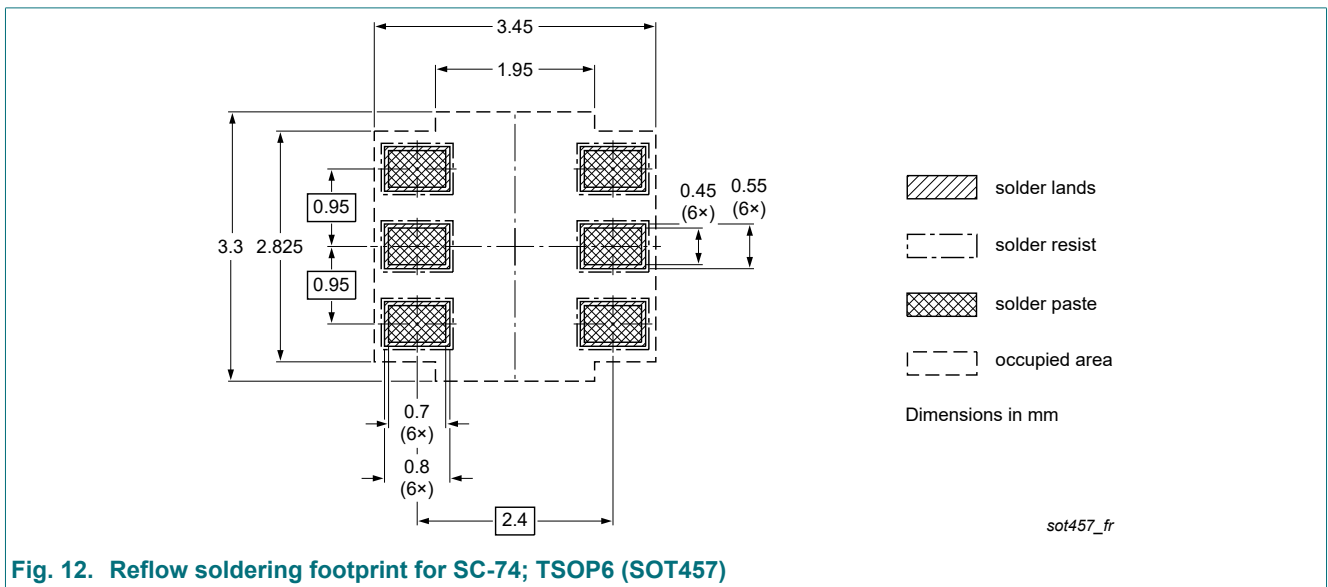 3.45
1.95
0.45 0.55
(6×) (6×)
solder lands
0.95
3.3 2.825
solder resist
0.95
solder paste
occupied area
0.7
(6×)
Dimensions in mm
0.8
(6×)
2.4
sot457_fr
Fig. 12. Reflow soldering footprint for SC-74; TSOP6 (SOT457)